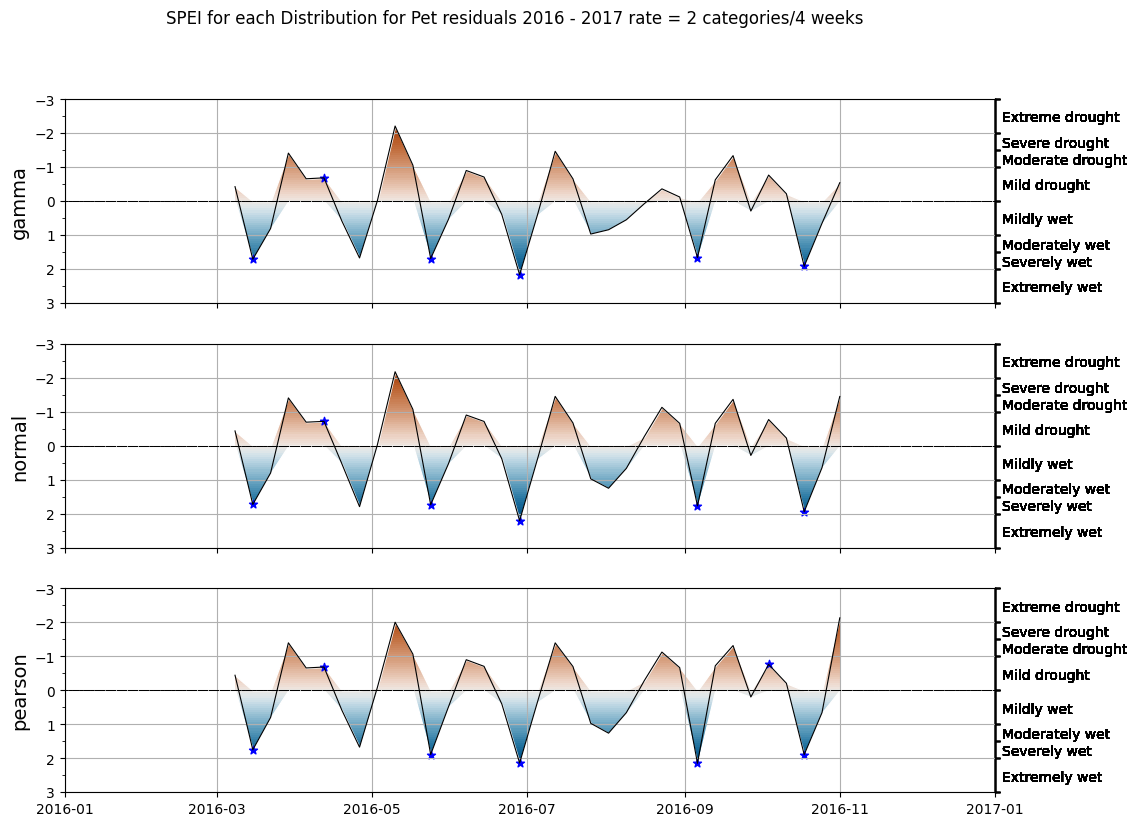 SPEI for each Distribution for Pet residuals 2016 - 2017 rate = 2 categories/4 weeks
gamma
−3
−2
−1
0
1
2
3
Extreme drought
Severe drought
Moderate drought
Mild drought
Mildly wet
Moderately wet
Severely wet
Extremely wet
normal
−3
−2
−1
0
1
2
3
Extreme drought
Severe drought
Moderate drought
Mild drought
Mildly wet
Moderately wet
Severely wet
Extremely wet
pearson
−3
−2
−1
0
1
2
3
Extreme drought
Severe drought
Moderate drought
Mild drought
Mildly wet
Moderately wet
Severely wet
Extremely wet
2016-01 2016-03 2016-05 2016-07 2016-09 2016-11 2017-01